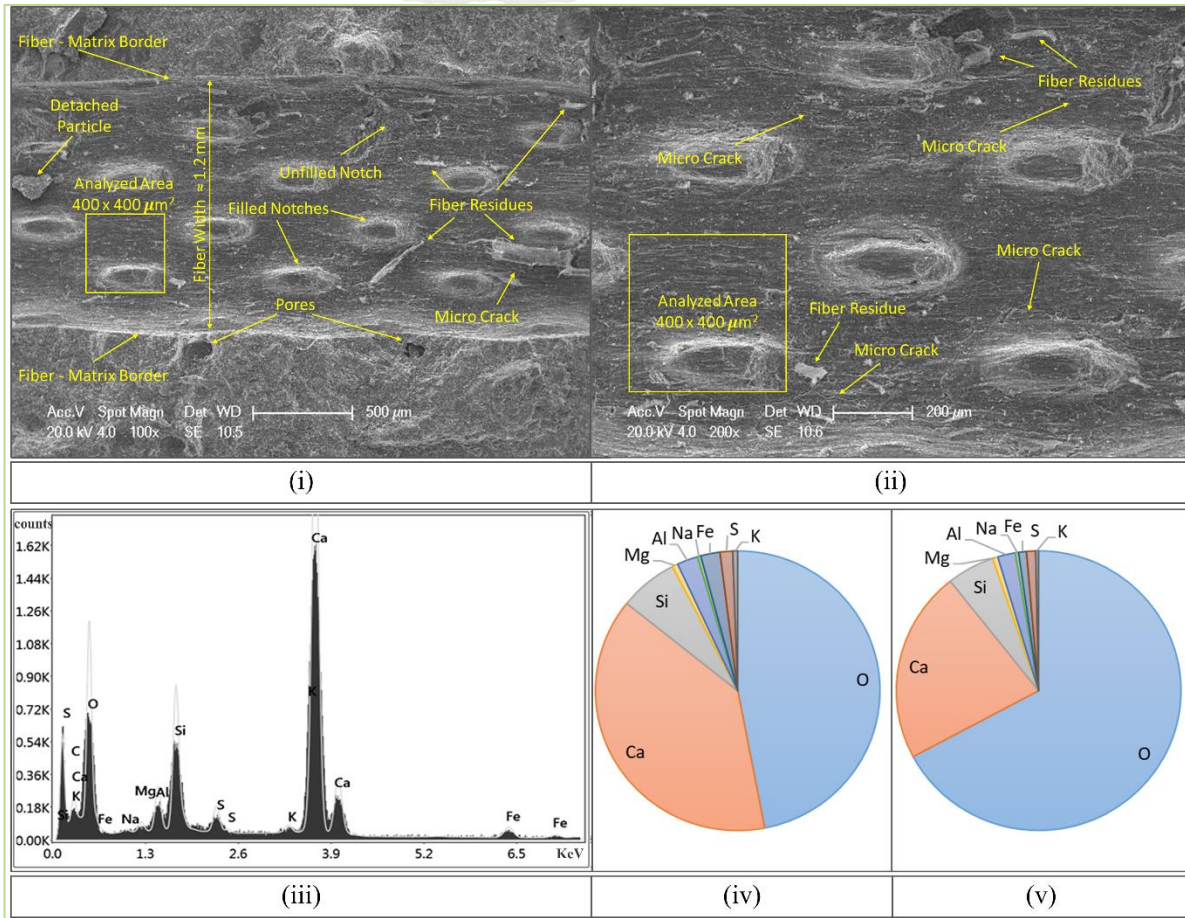 Fiber - Matrix Border
Detached
Particle
Fiber Width ≈ 1.2 mm
Unfilled Notch
Analyzed Area
400 x 400 μm²
Filled Notches
Fiber Residues
Pores
Micro Crack
Fiber - Matrix Border
Acc.V Spot Magn Det WD 500 μm
20.0 kV 4.0 100x SE 10.5
Fiber Residues
Micro Crack
Micro Crack
Micro Crack
Analyzed Area
400 x 400 μm²
Fiber Residue
Micro Crack
Acc.V Spot Magn Det WD 200 μm
20.0 kV 4.0 200x SE 10.6
(i)
(ii)
counts
1.62K
1.44K
1.26K
1.08K
0.90K
0.72K
0.54K
0.36K
0.18K
0.00K
Ca
K
S
O
Si
C
Ca
K
Si
Fe
Na
Mg
Al
S
S
K
Ca
Fe
Fe
0.0 1.3 2.6 3.9 5.2 6.5 KeV
Mg
Al
Na
Fe
S
K
Si
O
Ca
Mg
Al
Na
Fe
S
K
Si
Ca
O
(iii)
(iv)
(v)